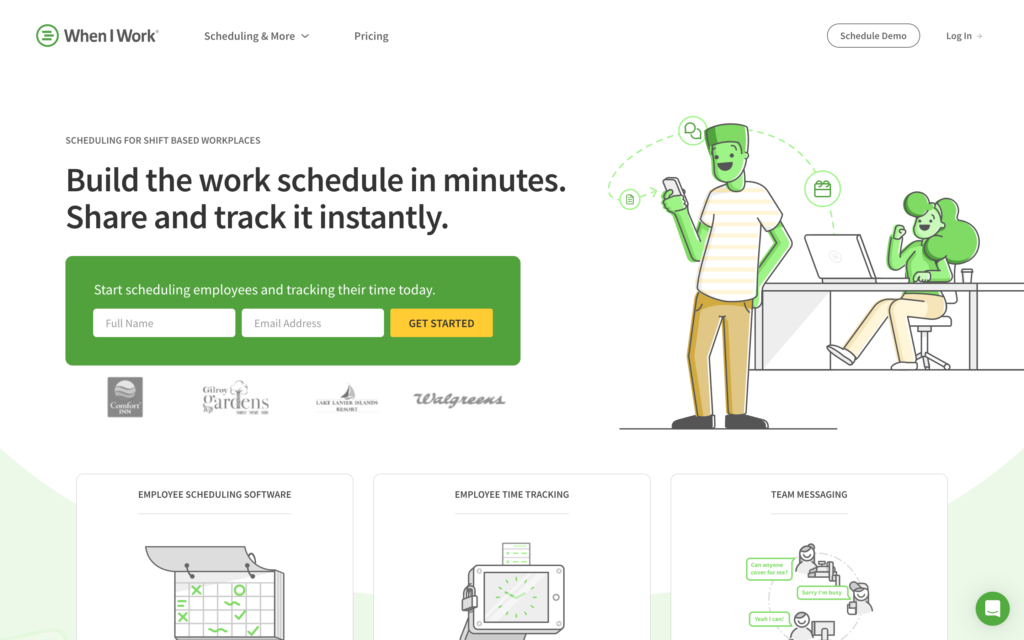 When I Work
Scheduling & More
Pricing
Schedule Demo
Log In →
SCHEDULING FOR SHIFT BASED WORKPLACES
Build the work schedule in minutes.
Share and track it instantly.
Start scheduling employees and tracking their time today.
Full Name
Email Address
GET STARTED
Comfort
INN
Gilroy
gardens
LAKE LANIER ISLANDS
RESORT
Walgreens
EMPLOYEE SCHEDULING SOFTWARE
EMPLOYEE TIME TRACKING
TEAM MESSAGING
Can anyone
cover for me?
Sorry I'm busy
Yeah I can!